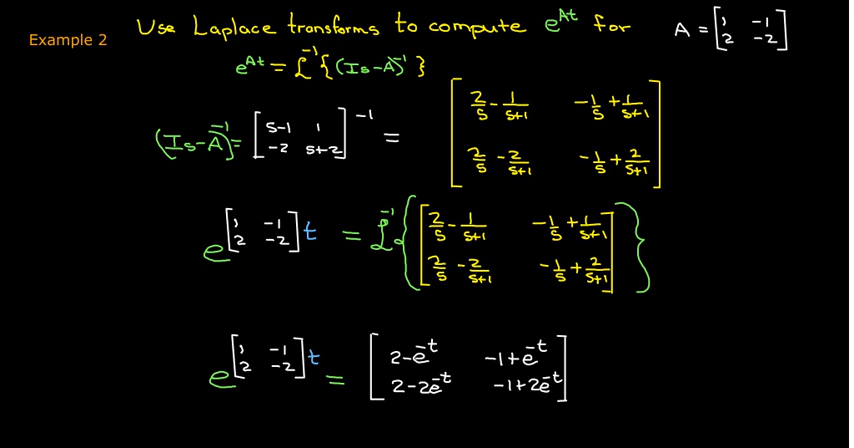 Example 2
Use Laplace transforms to compute e^{At} for A = [1 -1; 2 -2]
e^{At} = ℒ^{-1}{(Is-A)^{-1}}
(Is-A)^{-1} = [s-1 1; -2 s+2]^{-1} = [2/s - 1/(s+1) -1/s + 1/(s+1); 2/s - 2/(s+1) -1/s + 2/(s+1)]
e^{[1 -1; 2 -2]t} = ℒ^{-1}{[2/s - 1/(s+1) -1/s + 1/(s+1); 2/s - 2/(s+1) -1/s + 2/(s+1)]}
e^{[1 -1; 2 -2]t} = [2-e^{-t} -1+e^{-t}; 2-2e^{-t} -1+2e^{-t}]